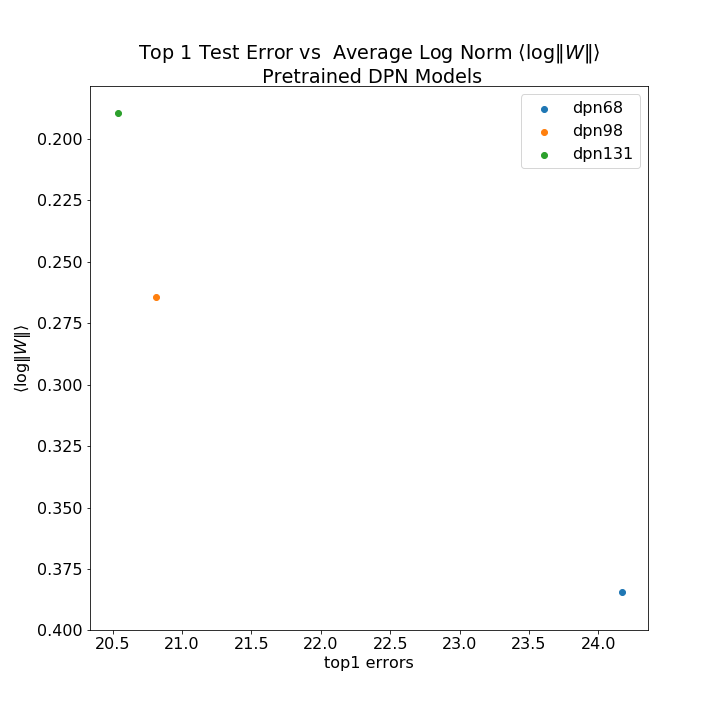 Top 1 Test Error vs  Average Log Norm ⟨log‖W‖⟩
Pretrained DPN Models
dpn68
dpn98
dpn131
⟨log‖W‖⟩
0.200
0.225
0.250
0.275
0.300
0.325
0.350
0.375
0.400
20.5 21.0 21.5 22.0 22.5 23.0 23.5 24.0
top1 errors